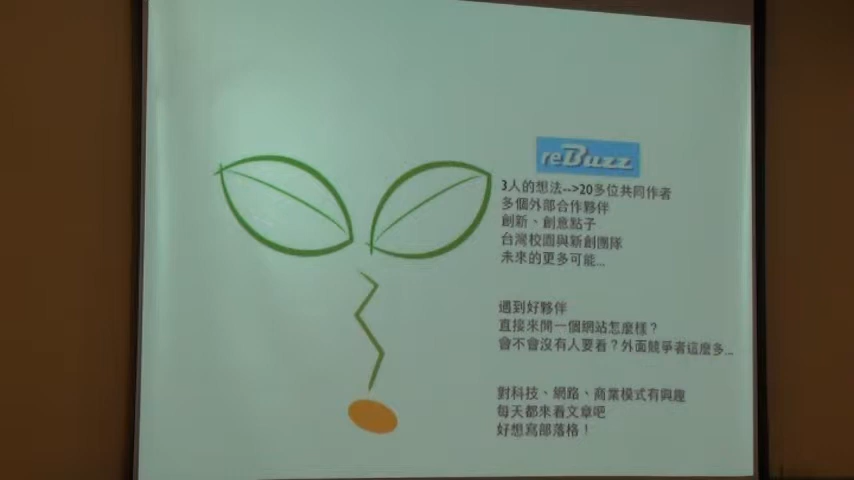 reBuzz
3人的想法-->20多位共同作者
多個外部合作夥伴
創新、創意點子
台灣校園與新創團隊
未來的更多可能...
遇到好夥伴
直接來開一個網站怎麼樣？
會不會沒有人要看？外面競爭者這麼多...
對科技、網路、商業模式有興趣
每天都來看文章吧
好想寫部落格！